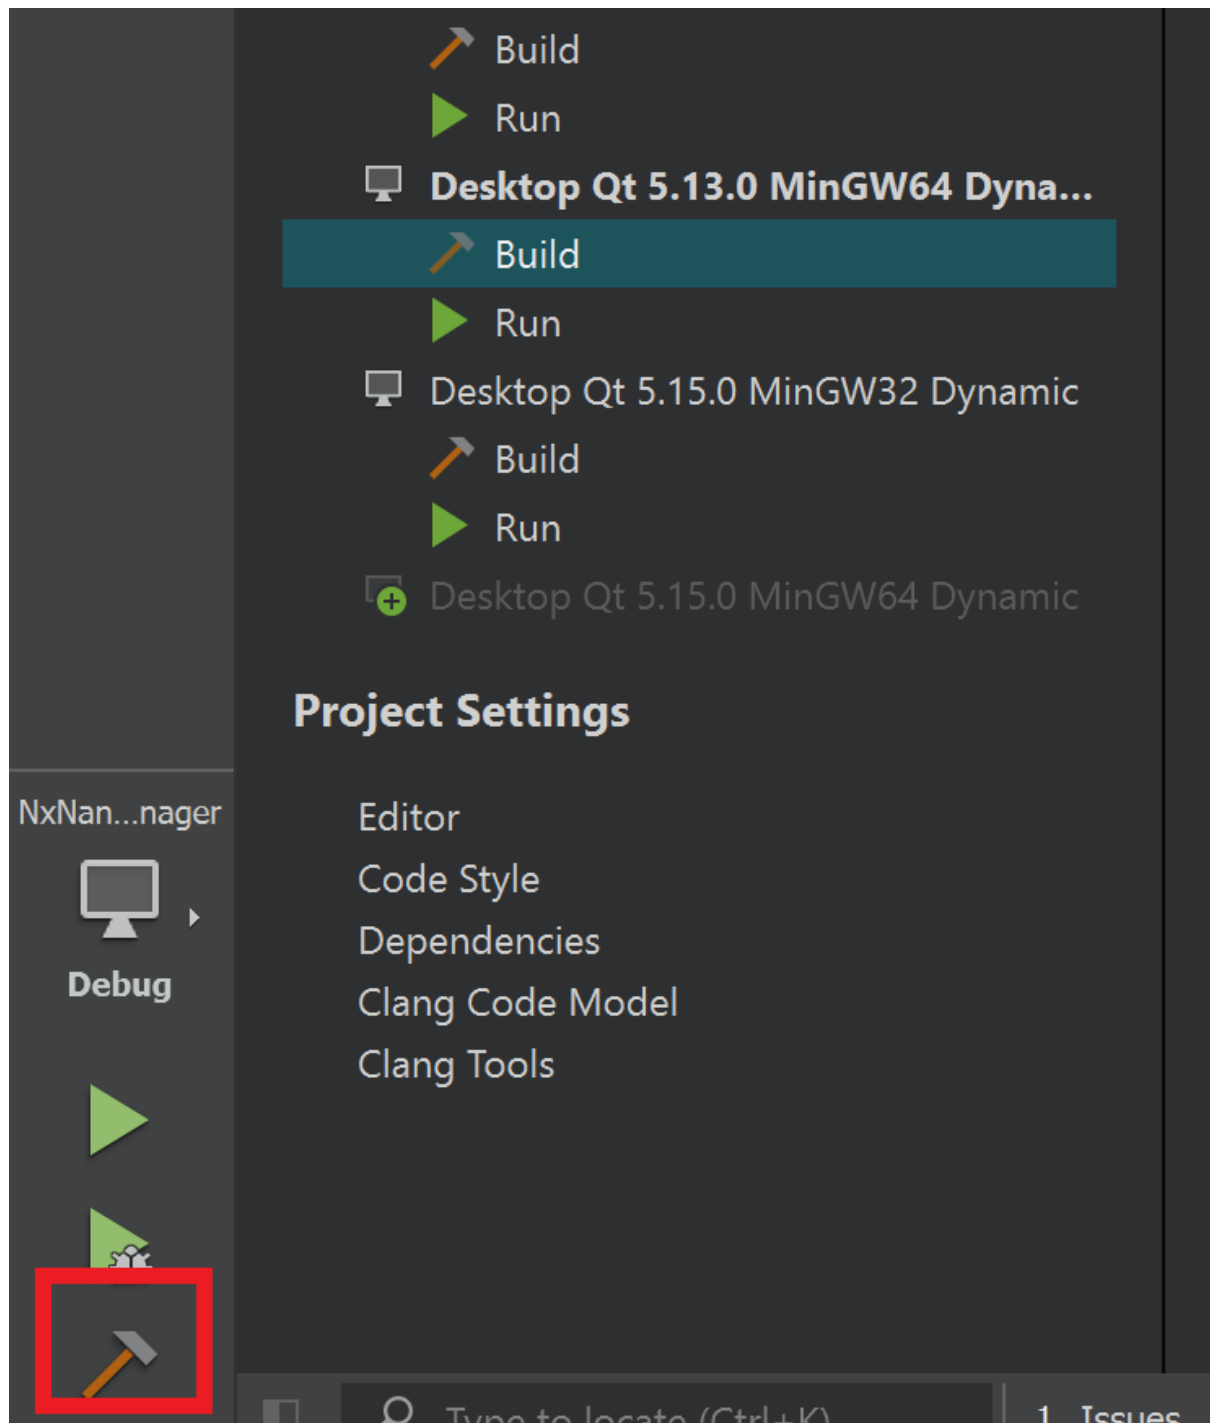 Build
Run
Desktop Qt 5.13.0 MinGW64 Dyna...
Build
Run
Desktop Qt 5.15.0 MinGW32 Dynamic
Build
Run
Desktop Qt 5.15.0 MinGW64 Dynamic
Project Settings
NxNan...nager
Editor
Code Style
Dependencies
Debug
Clang Code Model
Clang Tools
Type to locate (Ctrl+K)
1 Issues